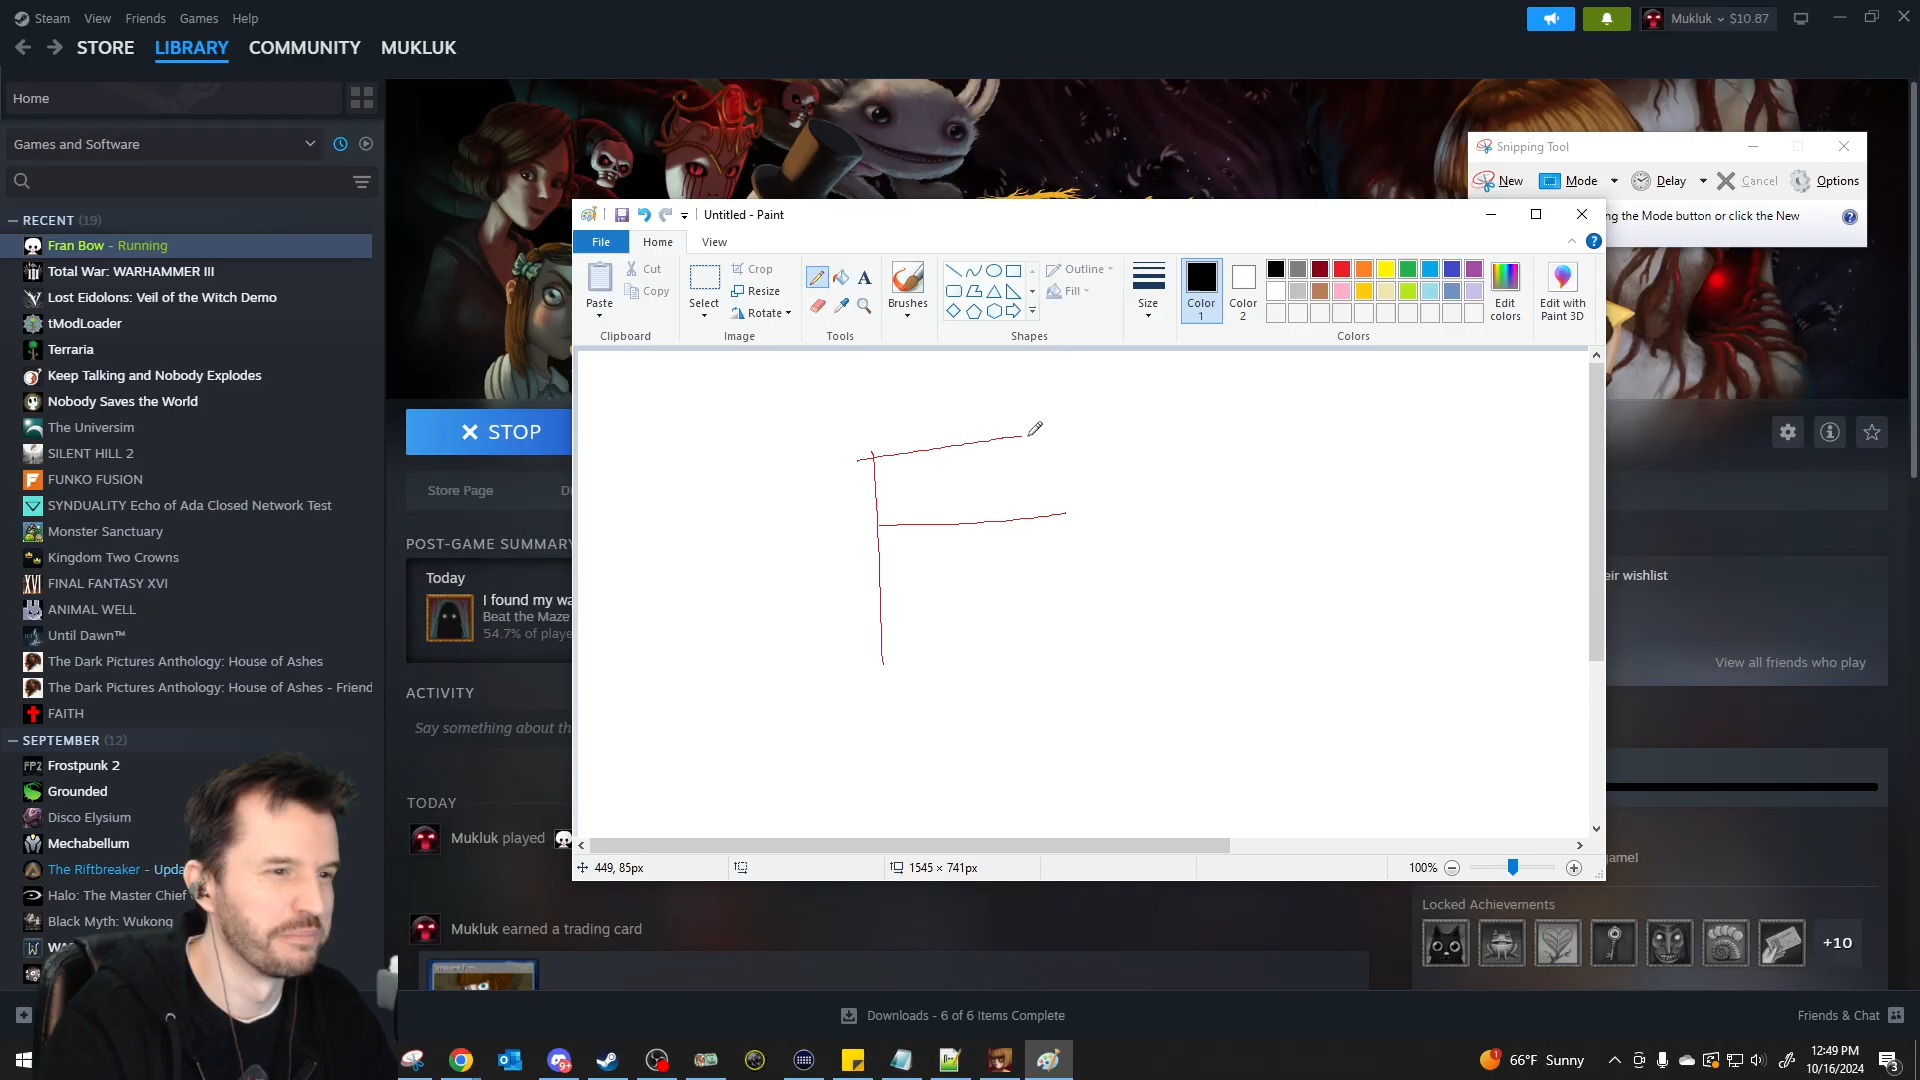 Steam View Friends Games Help
Mukluk $10.87
STORE LIBRARY COMMUNITY MUKLUK
Home
Games and Software
RECENT (19)
Fran Bow - Running
Total War: WARHAMMER III
Lost Eidolons: Veil of the Witch Demo
tModLoader
Terraria
Keep Talking and Nobody Explodes
Nobody Saves the World
The Universim
SILENT HILL 2
FUNKO FUSION
SYNDUALITY Echo of Ada Closed Network Test
Monster Sanctuary
Kingdom Two Crowns
FINAL FANTASY XVI
ANIMAL WELL
Until Dawn™
The Dark Pictures Anthology: House of Ashes
The Dark Pictures Anthology: House of Ashes - Friend
FAITH
SEPTEMBER (12)
FP2 Frostpunk 2
Grounded
Disco Elysium
Mechabellum
The Riftbreaker - Upda
Halo: The Master Chief
Black Myth: Wukong
WA
STOP
Store Page
POST-GAME SUMMARY
Today
I found my wa
Beat the Maze
54.7% of playe
ACTIVITY
Say something about th
TODAY
Mukluk played
Mukluk earned a trading card
Snipping Tool
New Mode Delay Cancel Options
ng the Mode button or click the New
Untitled - Paint
File Home View
Paste
Cut
Copy
Clipboard
Select
Crop
Resize
Rotate
Image
Tools
Brushes
Shapes
Outline
Fill
Size
Color 1
Color 2
Edit colors
Edit with Paint 3D
Colors
F
449, 85px
1545 × 741px
100%
eir wishlist
View all friends who play
game!
Locked Achievements
+10
Downloads - 6 of 6 Items Complete
Friends & Chat
9+
1
66°F Sunny
12:49 PM
10/16/2024
3